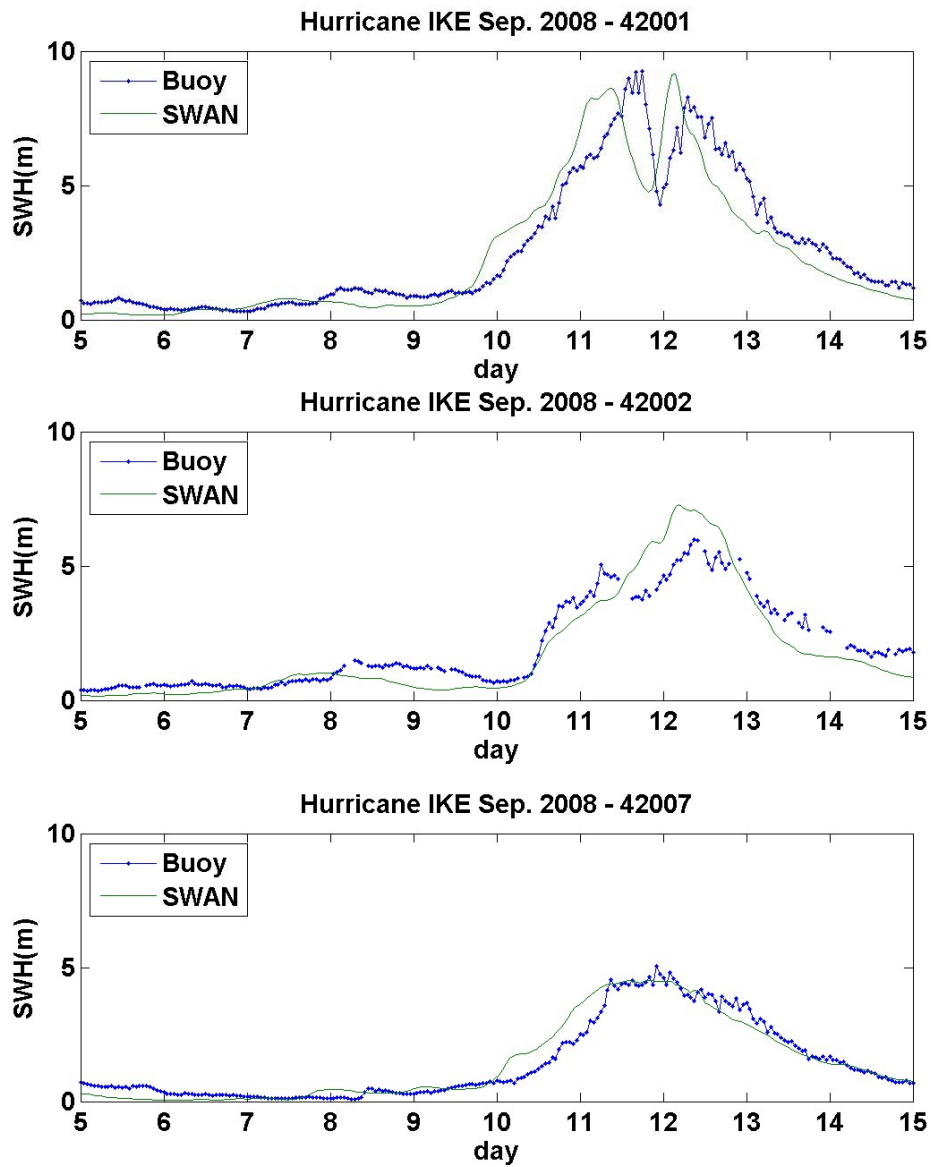 Hurricane IKE Sep. 2008 - 42001
10
5
0
SWH(m)
Buoy
SWAN
5 6 7 8 9 10 11 12 13 14 15
day
Hurricane IKE Sep. 2008 - 42002
10
5
0
SWH(m)
Buoy
SWAN
5 6 7 8 9 10 11 12 13 14 15
day
Hurricane IKE Sep. 2008 - 42007
10
5
0
SWH(m)
Buoy
SWAN
5 6 7 8 9 10 11 12 13 14 15
day